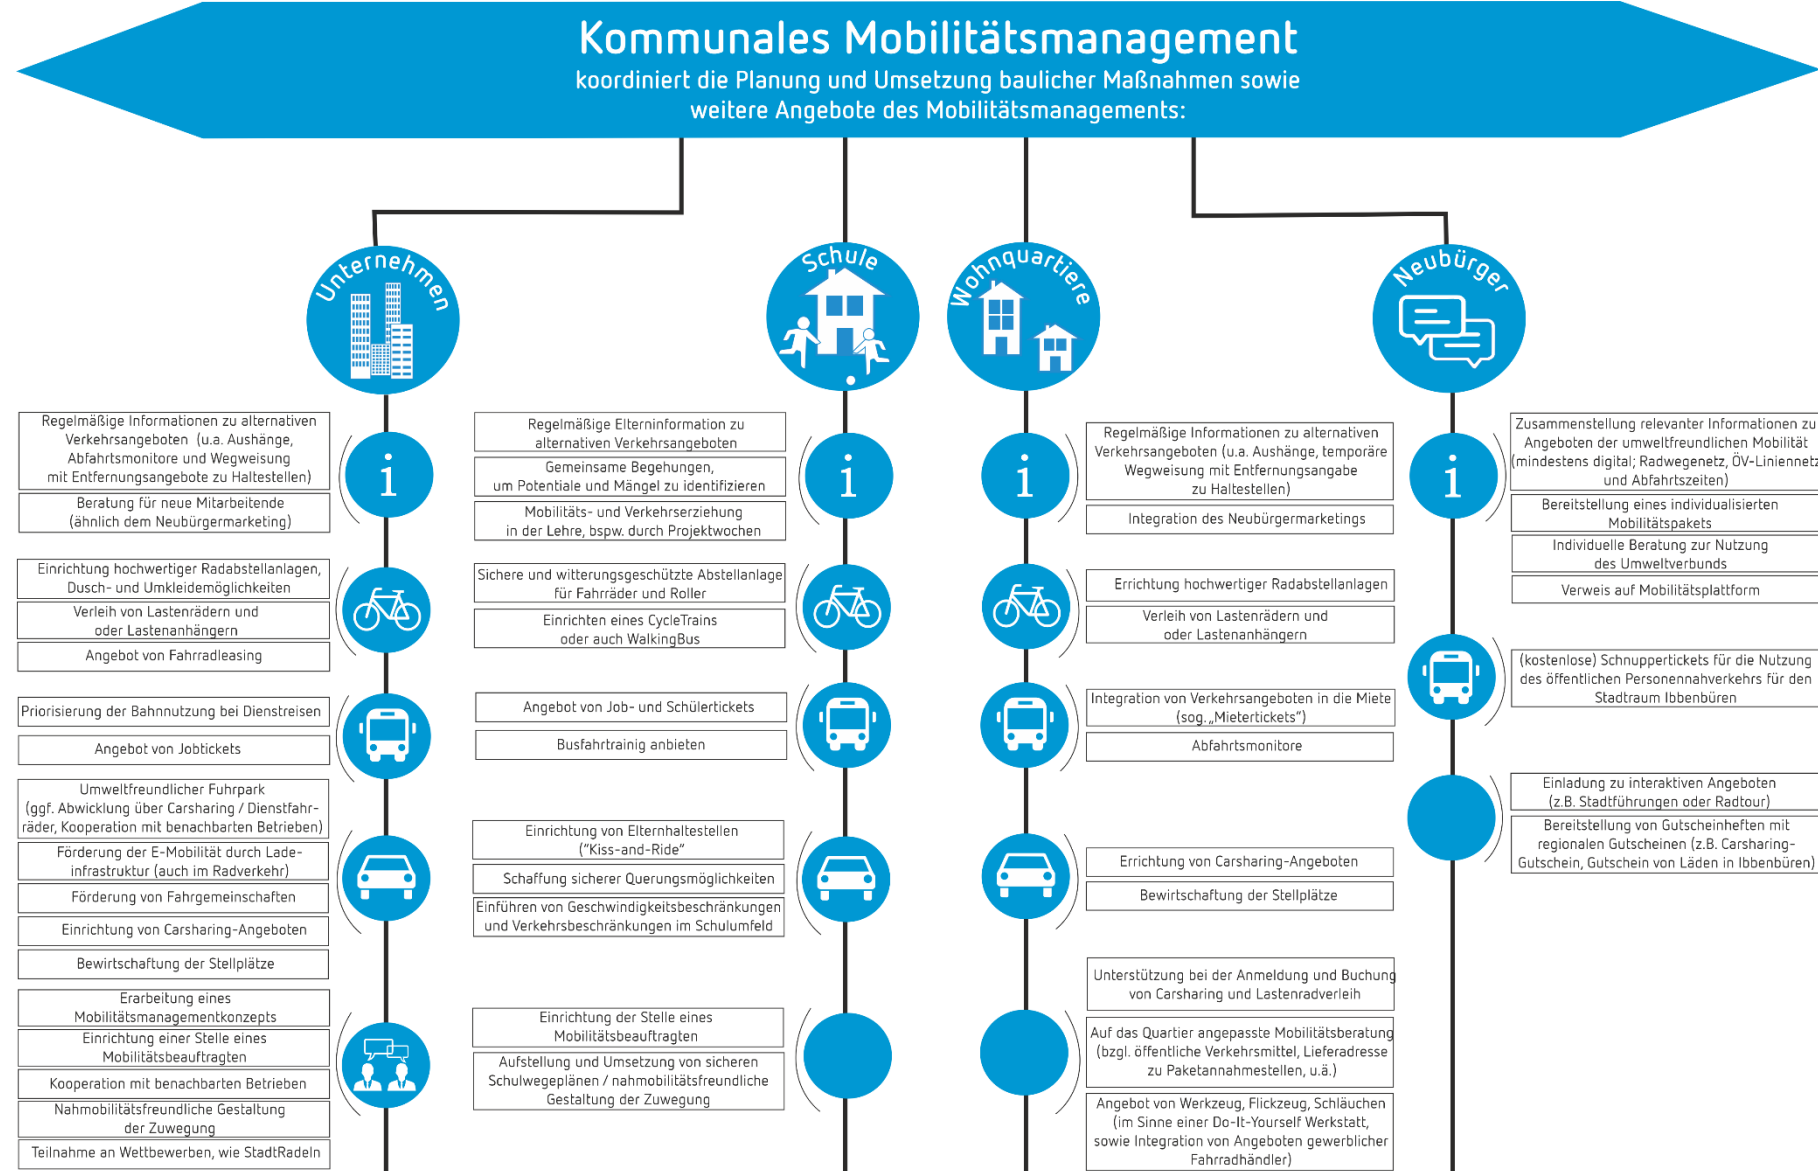 Kommunales Mobilitätsmanagement
koordiniert die Planung und Umsetzung baulicher Maßnahmen sowie
weitere Angebote des Mobilitätsmanagements:
Unternehmen
Regelmäßige Informationen zu alternativen
Verkehrsangeboten (u.a. Aushänge,
Abfahrtsmonitore und Wegweisung
mit Entfernungsangebote zu Haltestellen)
Beratung für neue Mitarbeitende
(ähnlich dem Neubürgermarketing)
i
Einrichtung hochwertiger Radabstellanlagen,
Dusch- und Umkleidemöglichkeiten
Verleih von Lastenrädern und
oder Lastenanhängern
Angebot von Fahrradleasing
Priorisierung der Bahnnutzung bei Dienstreisen
Angebot von Jobtickets
Umweltfreundlicher Fuhrpark
(ggf. Abwicklung über Carsharing / Dienstfahr-
räder, Kooperation mit benachbarten Betrieben)
Förderung der E-Mobilität durch Lade-
infrastruktur (auch im Radverkehr)
Förderung von Fahrgemeinschaften
Einrichtung von Carsharing-Angeboten
Bewirtschaftung der Stellplätze
Erarbeitung eines
Mobilitätsmanagementkonzepts
Einrichtung einer Stelle eines
Mobilitätsbeauftragten
Kooperation mit benachbarten Betrieben
Nahmobilitätsfreundliche Gestaltung
der Zuwegung
Teilnahme an Wettbewerben, wie StadtRadeln
Schule
Regelmäßige Elterninformation zu
alternativen Verkehrsangeboten
Gemeinsame Begehungen,
um Potentiale und Mängel zu identifizieren
Mobilitäts- und Verkehrserziehung
in der Lehre, bspw. durch Projektwochen
i
Sichere und witterungsgeschützte Abstellanlage
für Fahrräder und Roller
Einrichten eines CycleTrains
oder auch WalkingBus
Angebot von Job- und Schülertickets
Busfahrtrainig anbieten
Einrichtung von Elternhaltestellen
("Kiss-and-Ride"
Schaffung sicherer Querungsmöglichkeiten
Einführen von Geschwindigkeitsbeschränkungen
und Verkehrsbeschränkungen im Schulumfeld
Einrichtung der Stelle eines
Mobilitätsbeauftragten
Aufstellung und Umsetzung von sicheren
Schulwegeplänen / nahmobilitätsfreundliche
Gestaltung der Zuwegung
Wohnquartiere
i
Regelmäßige Informationen zu alternativen
Verkehrsangeboten (u.a. Aushänge, temporäre
Wegweisung mit Entfernungsangabe
zu Haltestellen)
Integration des Neubürgermarketings
Errichtung hochwertiger Radabstellanlagen
Verleih von Lastenrädern und
oder Lastenanhängern
Integration von Verkehrsangeboten in die Miete
(sog. „Mietertickets")
Abfahrtsmonitore
Errichtung von Carsharing-Angeboten
Bewirtschaftung der Stellplätze
Unterstützung bei der Anmeldung und Buchung
von Carsharing und Lastenradverleih
Auf das Quartier angepasste Mobilitätsberatung
(bzgl. öffentliche Verkehrsmittel, Lieferadresse
zu Paketannahmestellen, u.ä.)
Angebot von Werkzeug, Flickzeug, Schläuchen
(im Sinne einer Do-It-Yourself Werkstatt,
sowie Integration von Angeboten gewerblicher
Fahrradhändler)
Neubürger
i
Zusammenstellung relevanter Informationen zu
Angeboten der umweltfreundlichen Mobilität
(mindestens digital; Radwegenetz, ÖV-Liniennetz
und Abfahrtszeiten)
Bereitstellung eines individualisierten
Mobilitätspakets
Individuelle Beratung zur Nutzung
des Umweltverbunds
Verweis auf Mobilitätsplattform
(kostenlose) Schnuppertickets für die Nutzung
des öffentlichen Personennahverkehrs für den
Stadtraum Ibbenbüren
Einladung zu interaktiven Angeboten
(z.B. Stadtführungen oder Radtour)
Bereitstellung von Gutscheinheften mit
regionalen Gutscheinen (z.B. Carsharing-
Gutschein, Gutschein von Läden in Ibbenbüren)